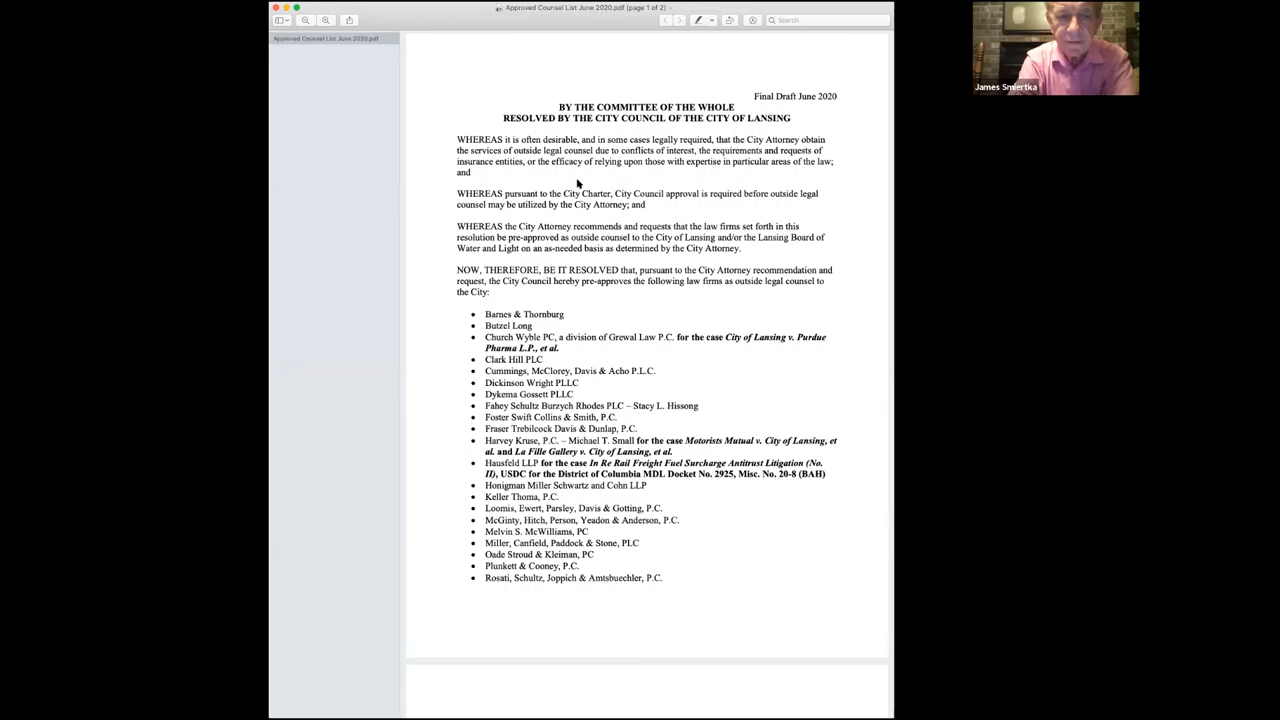 Approved Counsel List June 2020.pdf (page 1 of 2)
Search
Approved Counsel List June 2020.pdf
James Smiertka
Final Draft June 2020
BY THE COMMITTEE OF THE WHOLE
RESOLVED BY THE CITY COUNCIL OF THE CITY OF LANSING
WHEREAS it is often desirable, and in some cases legally required, that the City Attorney obtain
the services of outside legal counsel due to conflicts of interest, the requirements and requests of
insurance entities, or the efficacy of relying upon those with expertise in particular areas of the law;
and
WHEREAS pursuant to the City Charter, City Council approval is required before outside legal
counsel may be utilized by the City Attorney; and
WHEREAS the City Attorney recommends and requests that the law firms set forth in this
resolution be pre-approved as outside counsel to the City of Lansing and/or the Lansing Board of
Water and Light on an as-needed basis as determined by the City Attorney.
NOW, THEREFORE, BE IT RESOLVED that, pursuant to the City Attorney recommendation and
request, the City Council hereby pre-approves the following law firms as outside legal counsel to
the City:
• Barnes & Thornburg
• Butzel Long
• Church Wyble PC, a division of Grewal Law P.C. for the case City of Lansing v. Purdue
Pharma L.P., et al.
• Clark Hill PLC
• Cummings, McClorey, Davis & Acho P.L.C.
• Dickinson Wright PLLC
• Dykema Gossett PLLC
• Fahey Schultz Burzych Rhodes PLC – Stacy L. Hissong
• Foster Swift Collins & Smith, P.C.
• Fraser Trebilcock Davis & Dunlap, P.C.
• Harvey Kruse, P.C. – Michael T. Small for the case Motorists Mutual v. City of Lansing, et
al. and La Fille Gallery v. City of Lansing, et al.
• Hausfeld LLP for the case In Re Rail Freight Fuel Surcharge Antitrust Litigation (No.
II), USDC for the District of Columbia MDL Docket No. 2925, Misc. No. 20-8 (BAH)
• Honigman Miller Schwartz and Cohn LLP
• Keller Thoma, P.C.
• Loomis, Ewert, Parsley, Davis & Gotting, P.C.
• McGinty, Hitch, Person, Yeadon & Anderson, P.C.
• Melvin S. McWilliams, PC
• Miller, Canfield, Paddock & Stone, PLC
• Oade Stroud & Kleiman, PC
• Plunkett & Cooney, P.C.
• Rosati, Schultz, Joppich & Amtsbuechler, P.C.